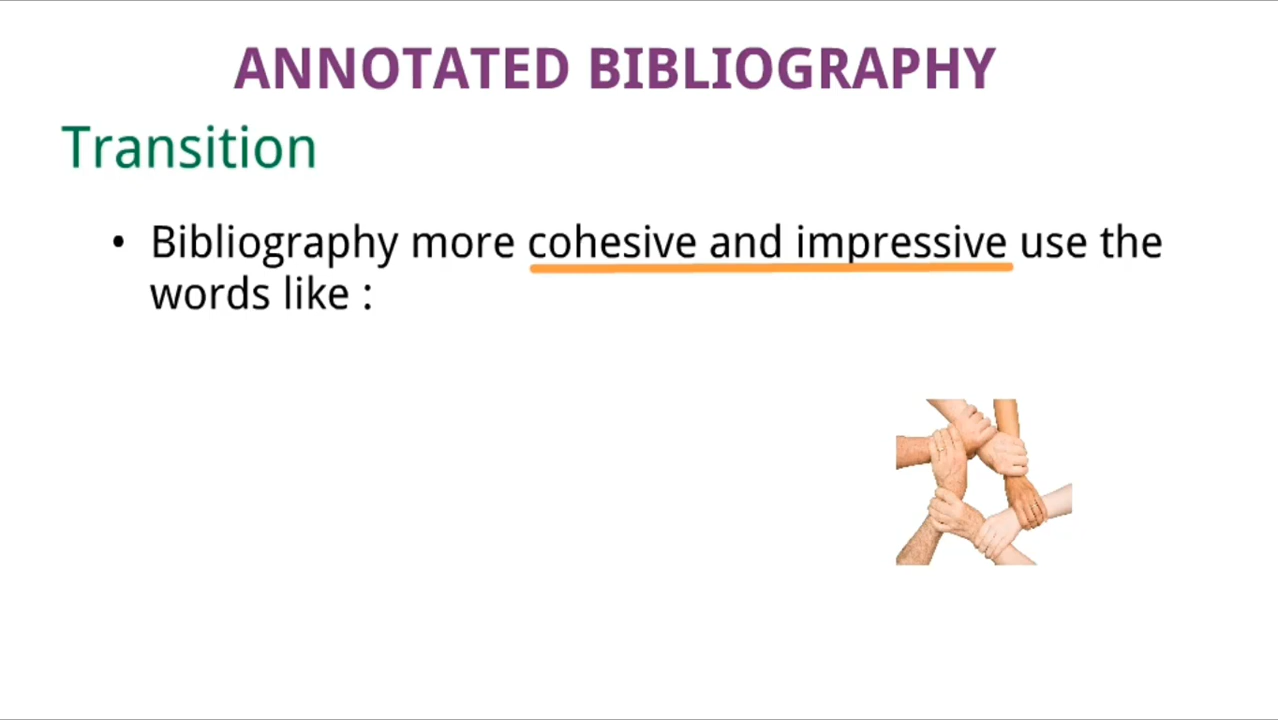 ANNOTATED BIBLIOGRAPHY
Transition
• Bibliography more cohesive and impressive use the
words like :